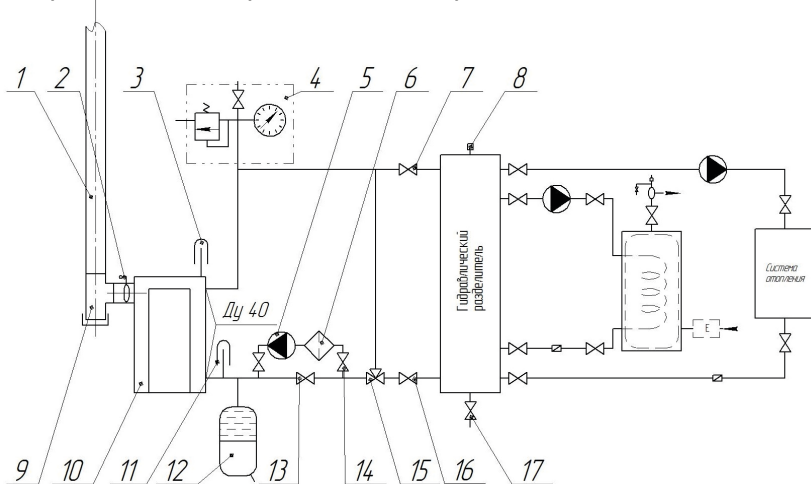 1 2 3 4 5 6 7 8
Ду 40
Гидравлический
разделитель
Система
отопления
E
9 10 11 12 13 14 15 16 17